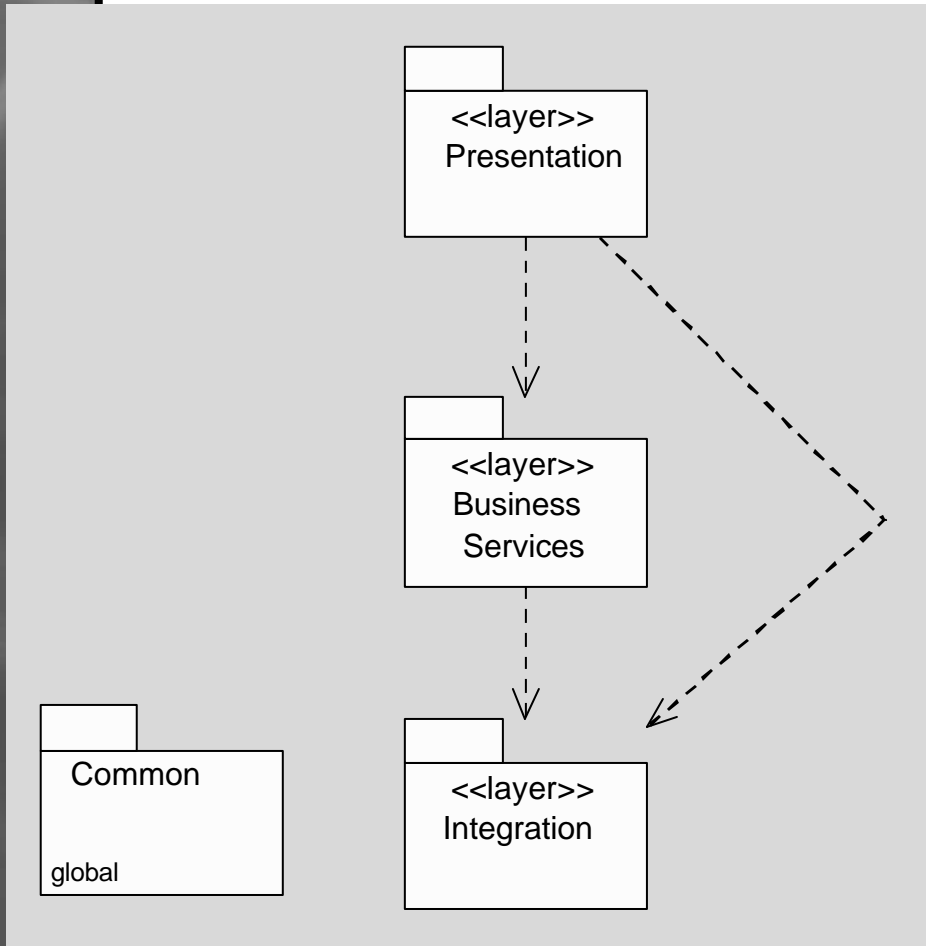 <<layer>>
Presentation
<<layer>>
Business
Services
Common
global
<<layer>>
Integration